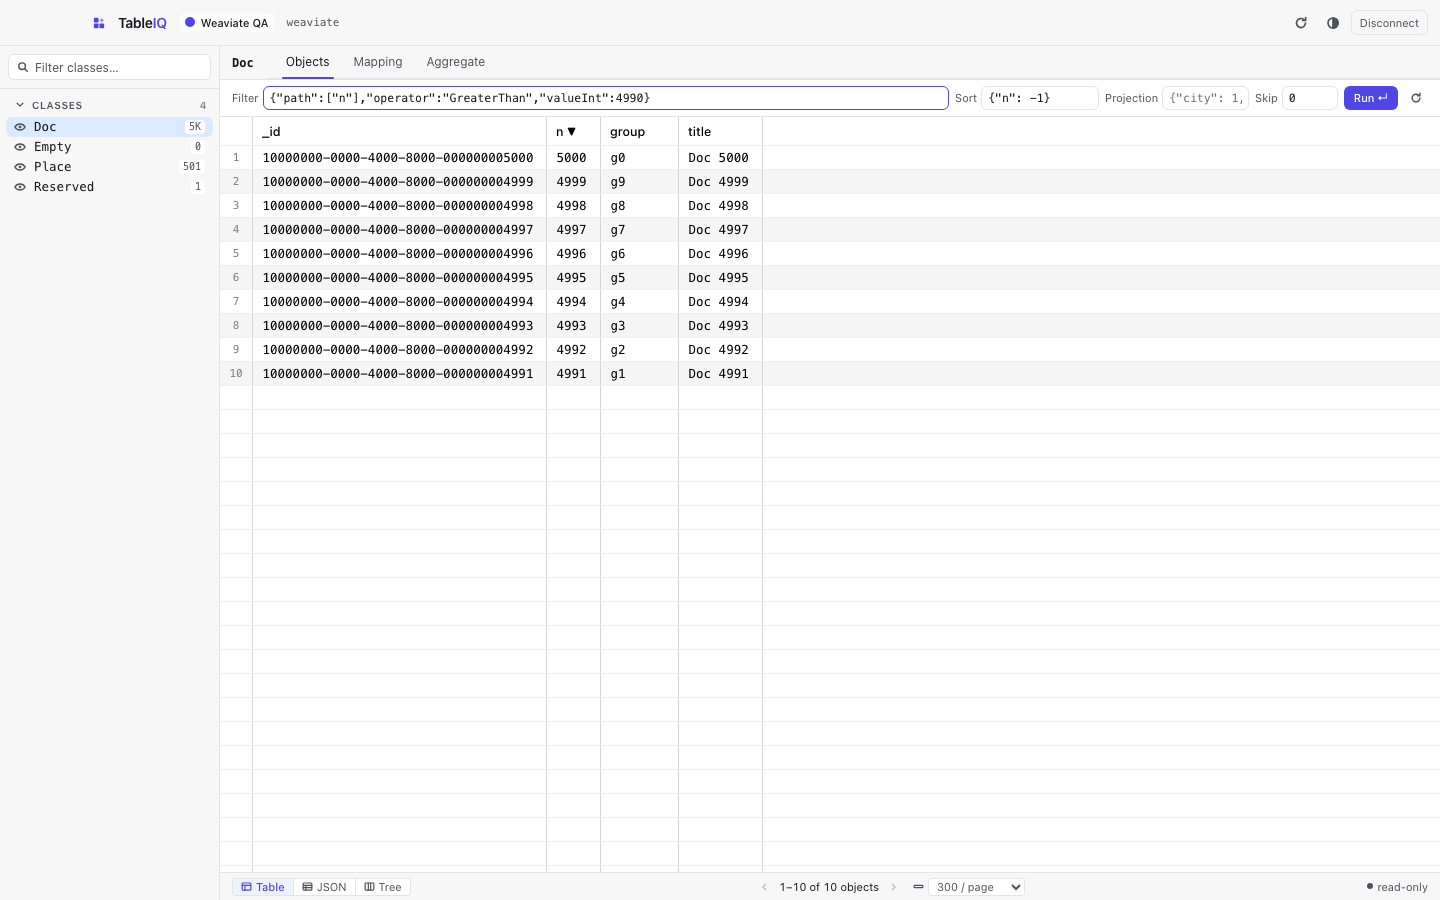 TableIQ Weaviate QA weaviate Disconnect
Filter classes...
CLASSES 4
Doc 5K
Empty 0
Place 501
Reserved 1
Doc Objects Mapping Aggregate
Filter {"path":["n"],"operator":"GreaterThan","valueInt":4990} Sort {"n": -1} Projection {"city": 1, Skip 0 Run ↵
_id n ▼ group title
1 10000000-0000-4000-8000-000000005000 5000 g0 Doc 5000
2 10000000-0000-4000-8000-000000004999 4999 g9 Doc 4999
3 10000000-0000-4000-8000-000000004998 4998 g8 Doc 4998
4 10000000-0000-4000-8000-000000004997 4997 g7 Doc 4997
5 10000000-0000-4000-8000-000000004996 4996 g6 Doc 4996
6 10000000-0000-4000-8000-000000004995 4995 g5 Doc 4995
7 10000000-0000-4000-8000-000000004994 4994 g4 Doc 4994
8 10000000-0000-4000-8000-000000004993 4993 g3 Doc 4993
9 10000000-0000-4000-8000-000000004992 4992 g2 Doc 4992
10 10000000-0000-4000-8000-000000004991 4991 g1 Doc 4991
Table JSON Tree 1–10 of 10 objects 300 / page read-only